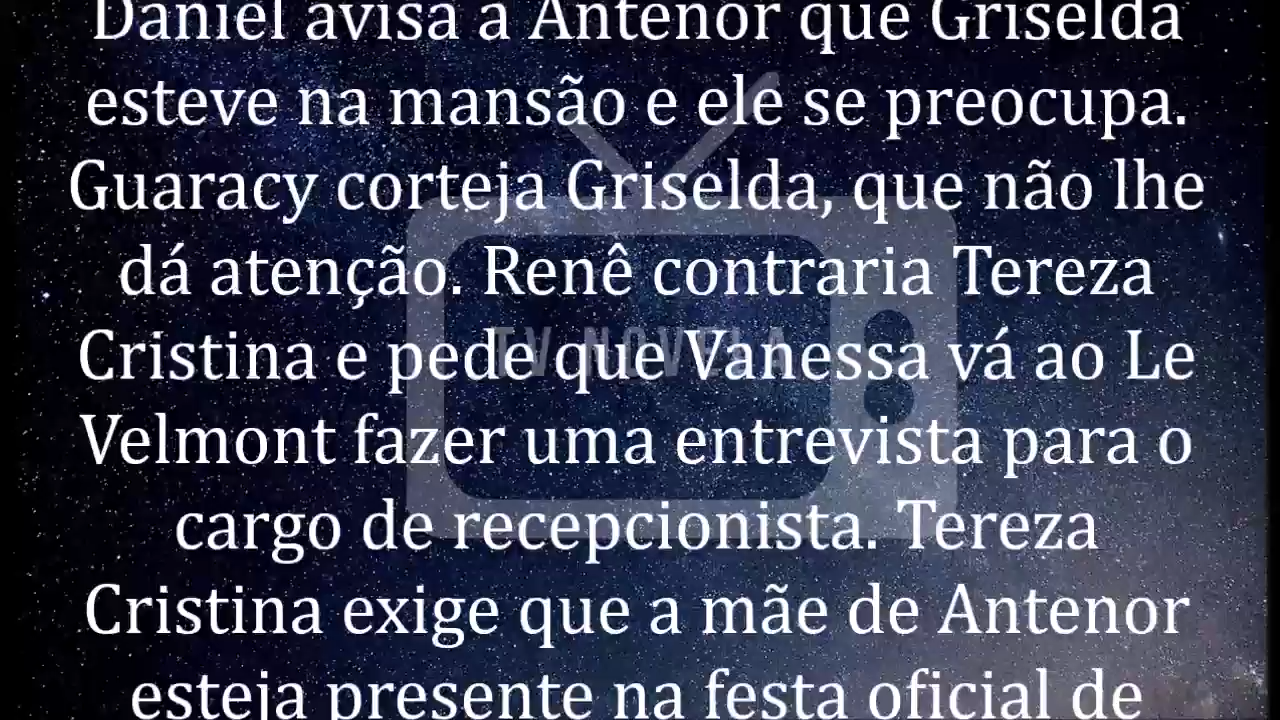 Daniel avisa a Antenor que Griselda
esteve na mansão e ele se preocupa.
Guaracy corteja Griselda, que não lhe
dá atenção. Renê contraria Tereza
Cristina e pede que Vanessa vá ao Le
Velmont fazer uma entrevista para o
cargo de recepcionista. Tereza
Cristina exige que a mãe de Antenor
esteja presente na festa oficial de
TV NOVELA